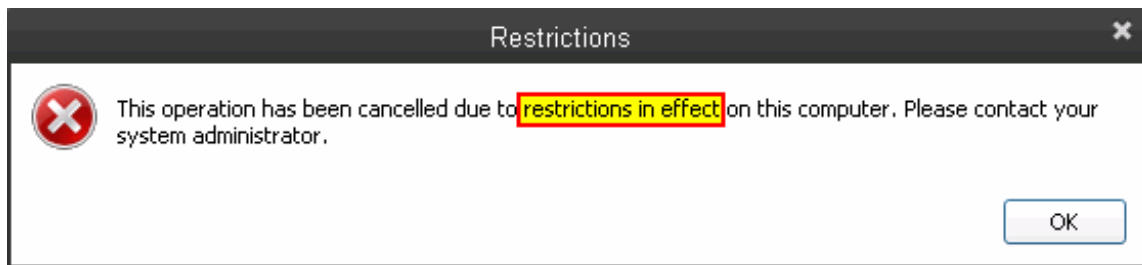 Restrictions
This operation has been cancelled due to restrictions in effect on this computer. Please contact your
system administrator.
OK